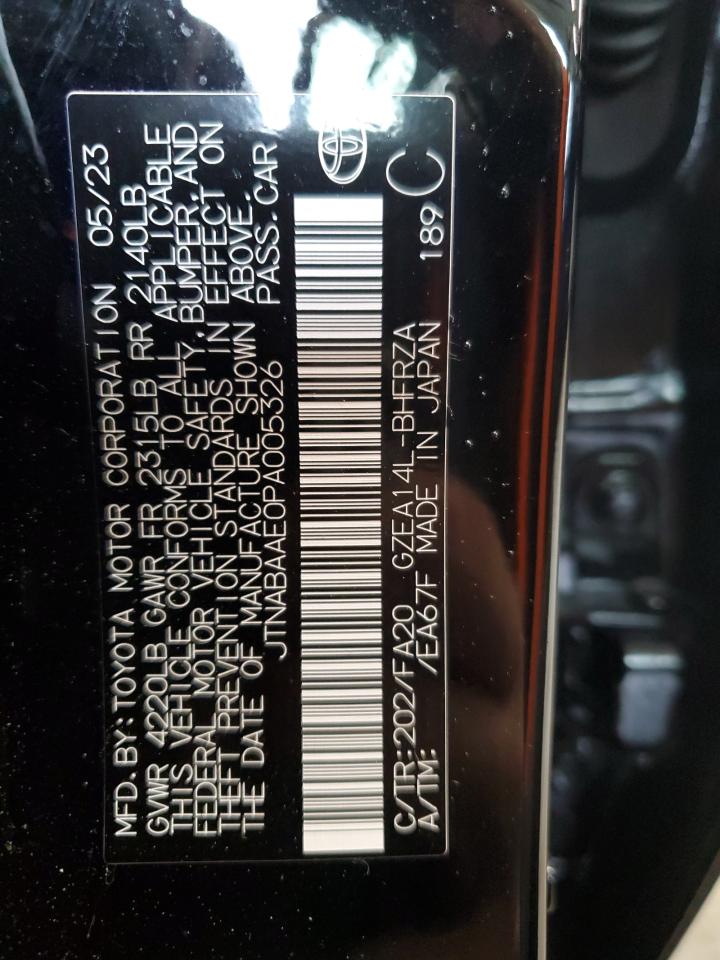 MFD. BY: TOYOTA MOTOR CORPORATION 05/23
GVWR 4220LB GAWR FR 2315LB RR 2140LB
THIS VEHICLE CONFORMS TO ALL APPLICABLE
FEDERAL MOTOR VEHICLE SAFETY, BUMPER, AND
THEFT PREVENTION STANDARDS IN EFFECT ON
THE DATE OF MANUFACTURE SHOWN ABOVE.
JTNABAAE0PA005326 PASS. CAR
C/TR: 202/FA20 GZEA14L-BHFRZA
A/TM: /EA67F MADE IN JAPAN 189 C